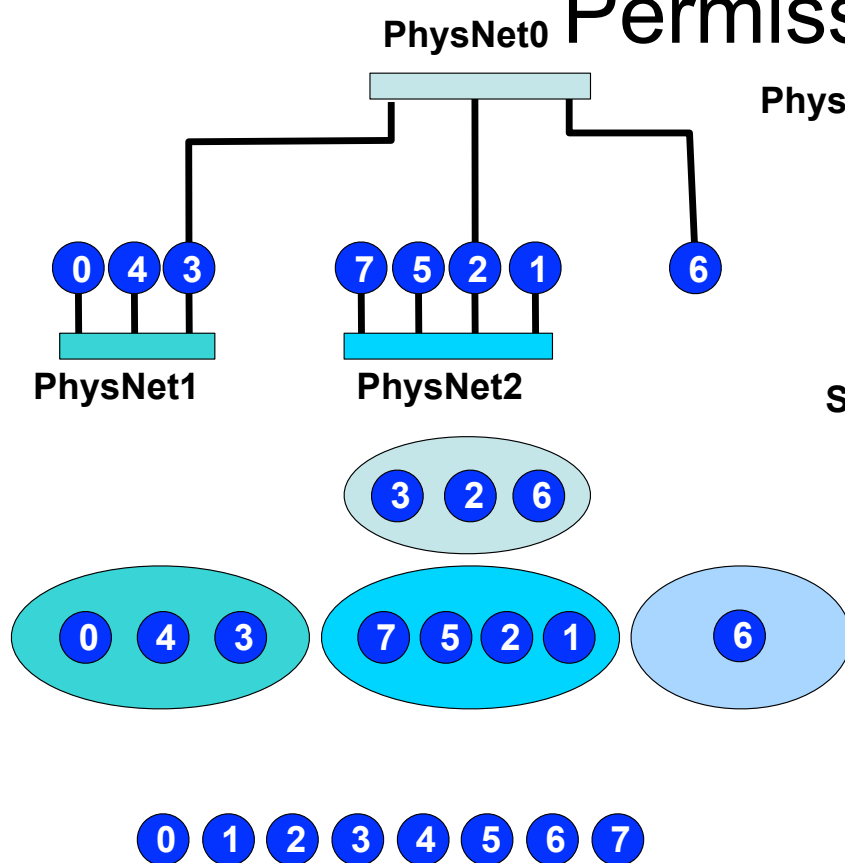 PhysNet0 Permiss
Phys
0 4 3 7 5 2 1 6
PhysNet1 PhysNet2
S
3 2 6
0 4 3 7 5 2 1 6
0 1 2 3 4 5 6 7